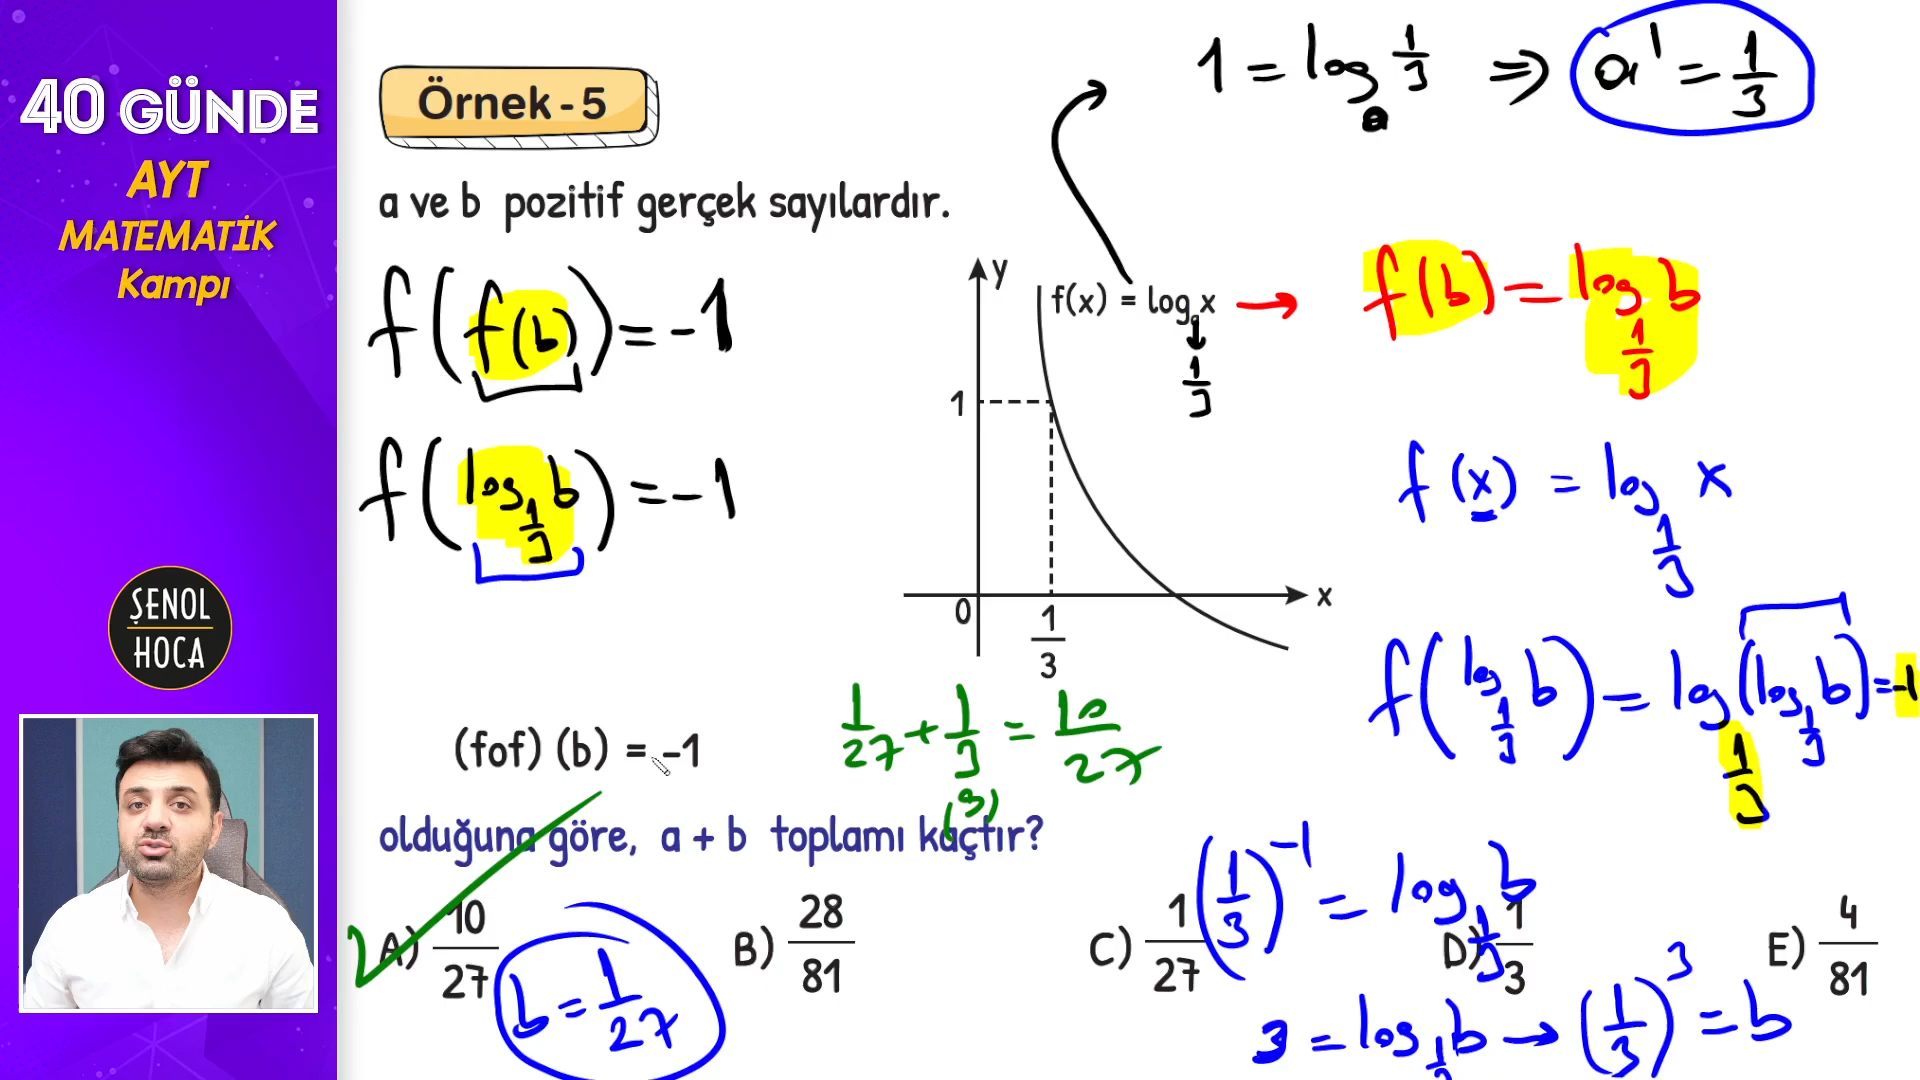 40 GÜNDE
AYT
MATEMATİK
Kampı
ŞENOL
HOCA
Örnek - 5
a ve b pozitif gerçek sayılardır.
1 = log_a 1/3 ⇒ a¹ = 1/3
f(f(b)) = -1
f(log_{1/3} b) = -1
y
f(x) = log_a x → f(b) = log_{1/3} b
1/3
1
0
1/3
x
f(x) = log_{1/3} x
f(log_{1/3} b) = log_{1/3} (log_{1/3} b) = -1
(fof) (b) = -1
1/27 + 1/3 = 10/27
olduğuna göre, a + b toplamı kaçtır?
(1/3)^{-1} = log_{1/3} b
A) 10/27 B) 28/81 C) 1/27 D) 1/3 E) 4/81
b = 1/27
3 = log_{1/3} b → (1/3)³ = b